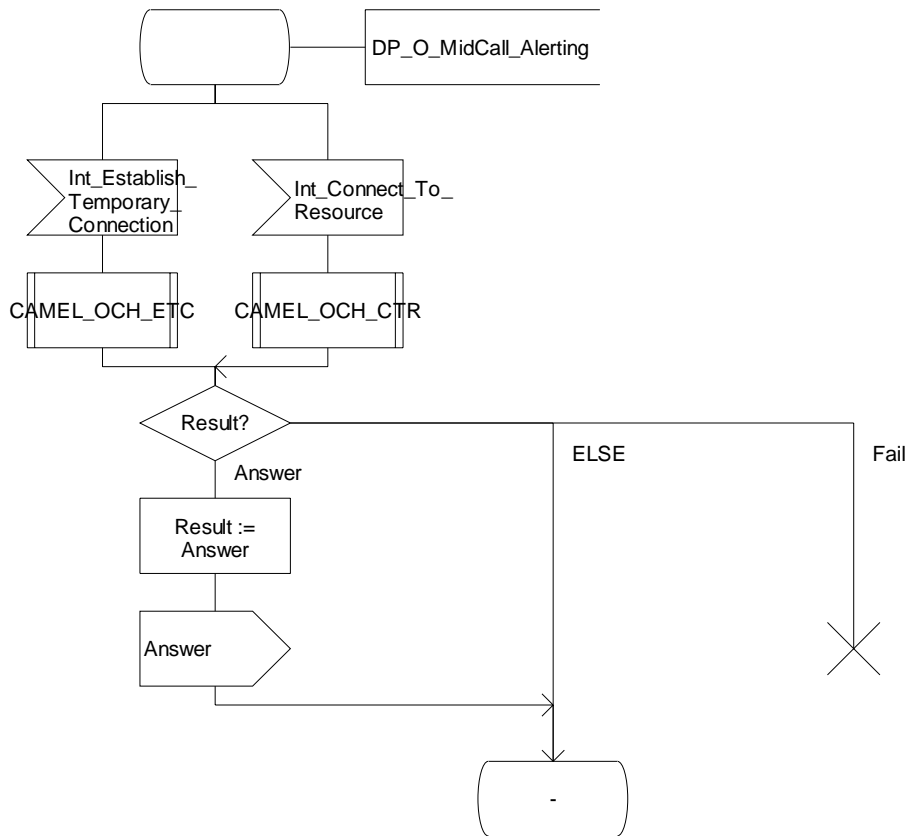 DP_O_MidCall_Alerting
Int_Establish_
Temporary_
Connection
Int_Connect_To_
Resource
CAMEL_OCH_ETC
CAMEL_OCH_CTR
Result?
ELSE
Fail
Answer
Result :=
Answer
Answer
-